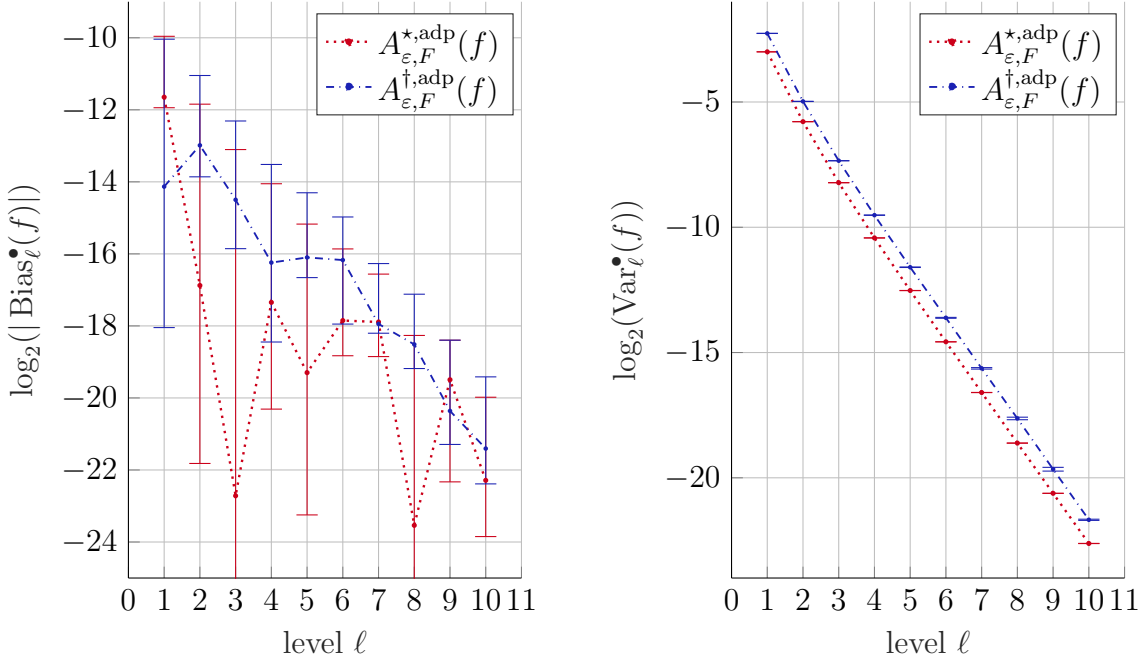 −10
−12
−14
−16
−18
−20
−22
−24
log₂(| Bias•ℓ(f)|)
A⋆,adp ε,F (f)
A†,adp ε,F (f)
0 1 2 3 4 5 6 7 8 9 10 11
level ℓ
−5
−10
−15
−20
log₂(Var•ℓ(f))
A⋆,adp ε,F (f)
A†,adp ε,F (f)
0 1 2 3 4 5 6 7 8 9 10 11
level ℓ